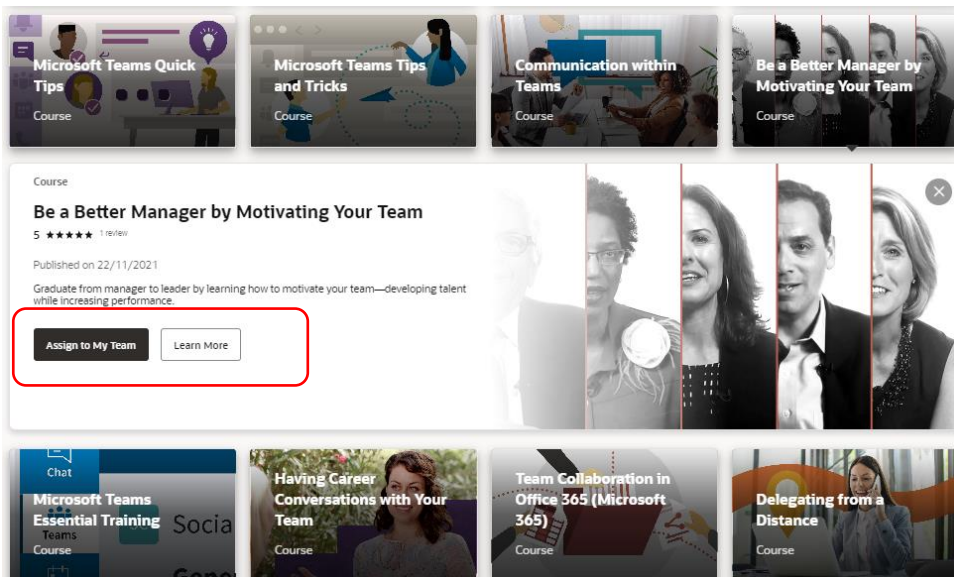 Microsoft Teams Quick
Tips
Course
Microsoft Teams Tips
and Tricks
Course
Communication within
Teams
Course
Be a Better Manager by
Motivating Your Team
Course
Course
Be a Better Manager by Motivating Your Team
5 ★★★★★ 1 review
Published on 22/11/2021
Graduate from manager to leader by learning how to motivate your team—developing talent
while increasing performance.
Assign to My Team
Learn More
Chat
Microsoft Teams
Essential Training
Teams
Socia
Course
Having Career
Conversations with Your
Team
Course
Team Collaboration in
Office 365 (Microsoft
365)
Course
Delegating from a
Distance
Course